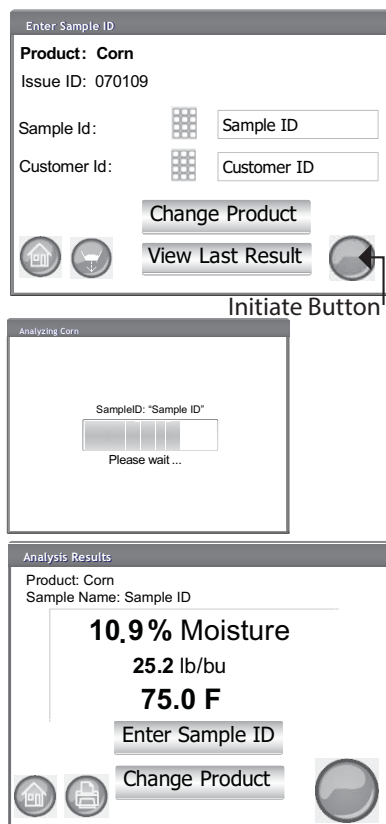 Enter Sample ID
Product: Corn
Issue ID: 070109
Sample Id: Sample ID
Customer Id: Customer ID
Change Product
View Last Result
Initiate Button
Analyzing Corn
SampleID: "Sample ID"
Please wait ...
Analysis Results
Product: Corn
Sample Name: Sample ID
10.9% Moisture
25.2 lb/bu
75.0 F
Enter Sample ID
Change Product